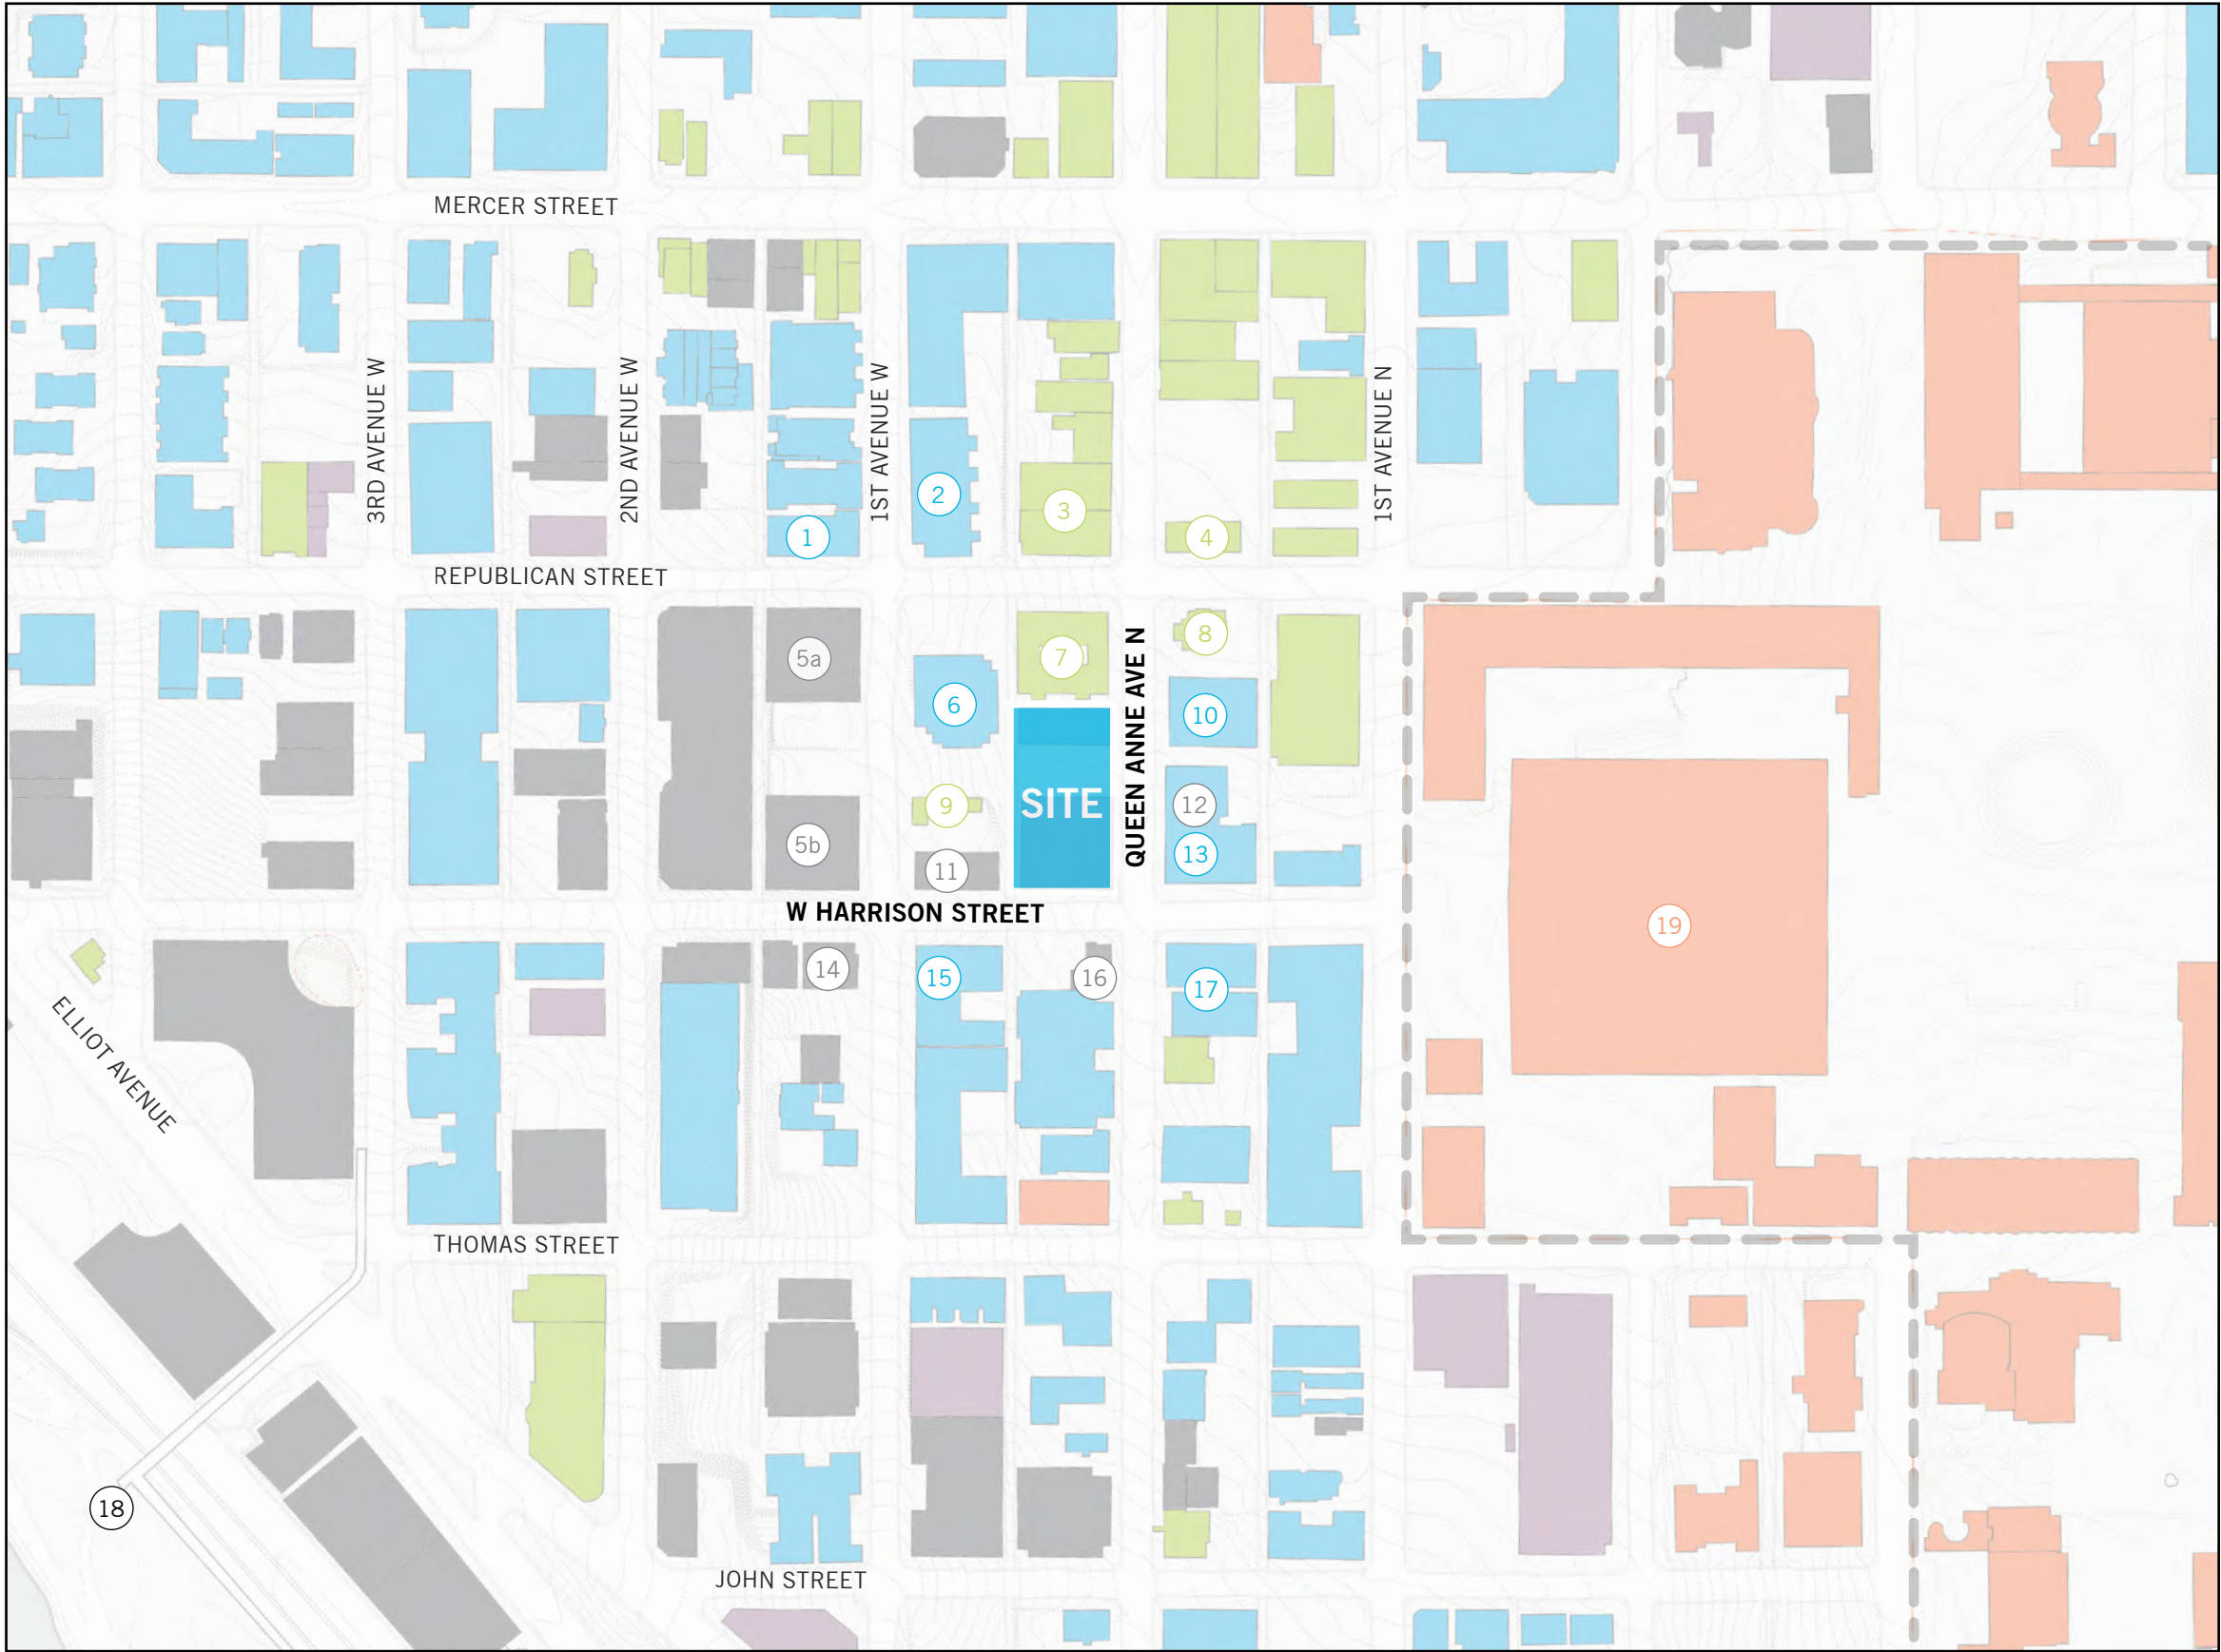 MERCER STREET
3RD AVENUE W
2ND AVENUE W
1ST AVENUE W
1ST AVENUE N
2
3
1
4
REPUBLICAN STREET
8
5a
7
6
10
QUEEN ANNE AVE N
SITE
9
12
5b
13
11
W HARRISON STREET
19
14
15
16
17
ELLIOT AVENUE
THOMAS STREET
18
JOHN STREET